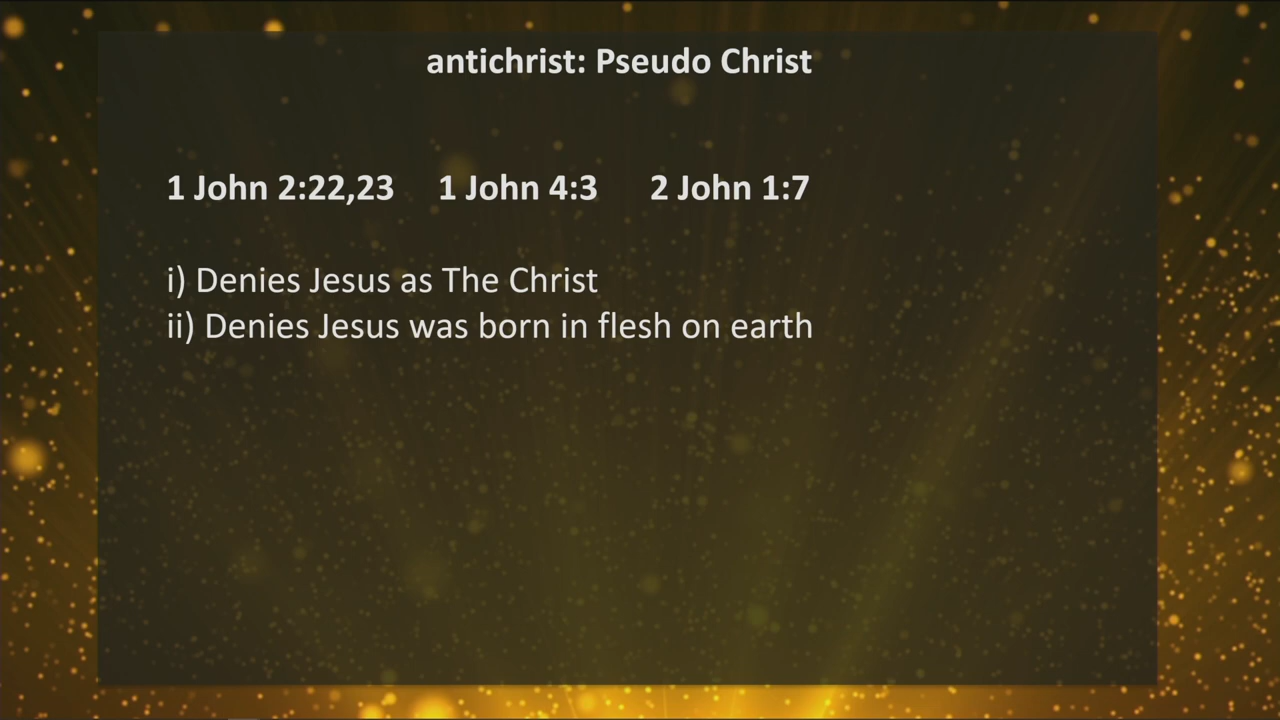 antichrist: Pseudo Christ
1 John 2:22,23 1 John 4:3 2 John 1:7
i) Denies Jesus as The Christ
ii) Denies Jesus was born in flesh on earth